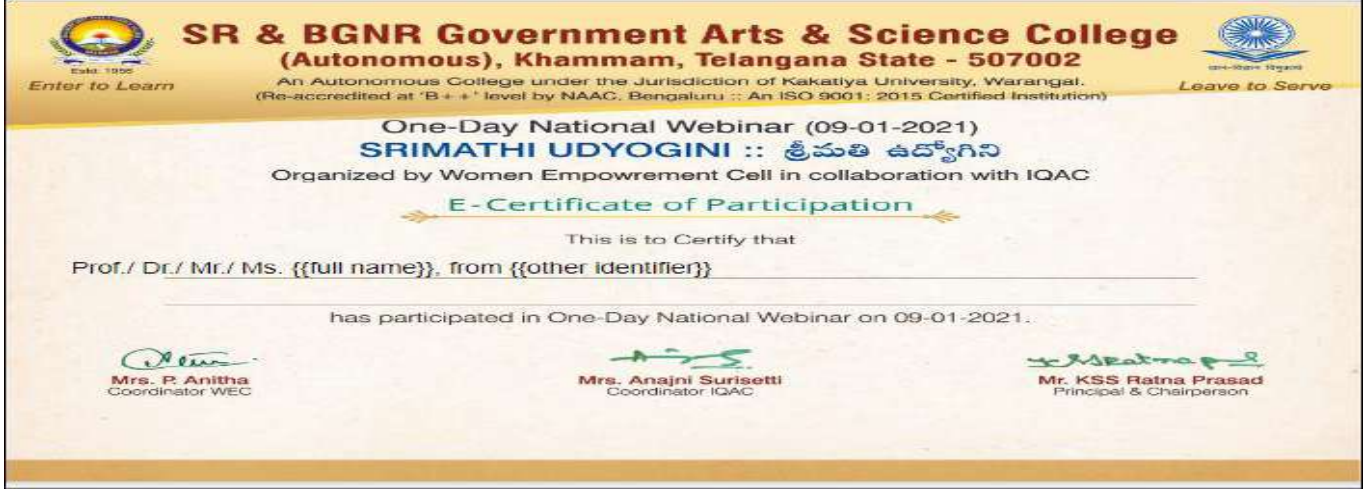 SR & BGNR Government Arts & Science College
(Autonomous), Khammam, Telangana State - 507002
Estd. 1956
Enter to Learn
An Autonomous College under the Jurisdiction of Kakatiya University, Warangal.
(Re-accredited at 'B++' level by NAAC, Bengaluru :: An ISO 9001: 2015 Certified Institution)
Leave to Serve
One-Day National Webinar (09-01-2021)
SRIMATHI UDYOGINI :: శ్రీమతి ఉద్యోగిని
Organized by Women Empowrement Cell in collaboration with IQAC
E-Certificate of Participation
This is to Certify that
Prof./ Dr./ Mr./ Ms. {{full name}}, from {{other identifier}}
has participated in One-Day National Webinar on 09-01-2021.
Mrs. P. Anitha
Coordinator WEC
Mrs. Anajni Surisetti
Coordinator IQAC
Mr. KSS Ratna Prasad
Principal & Chairperson